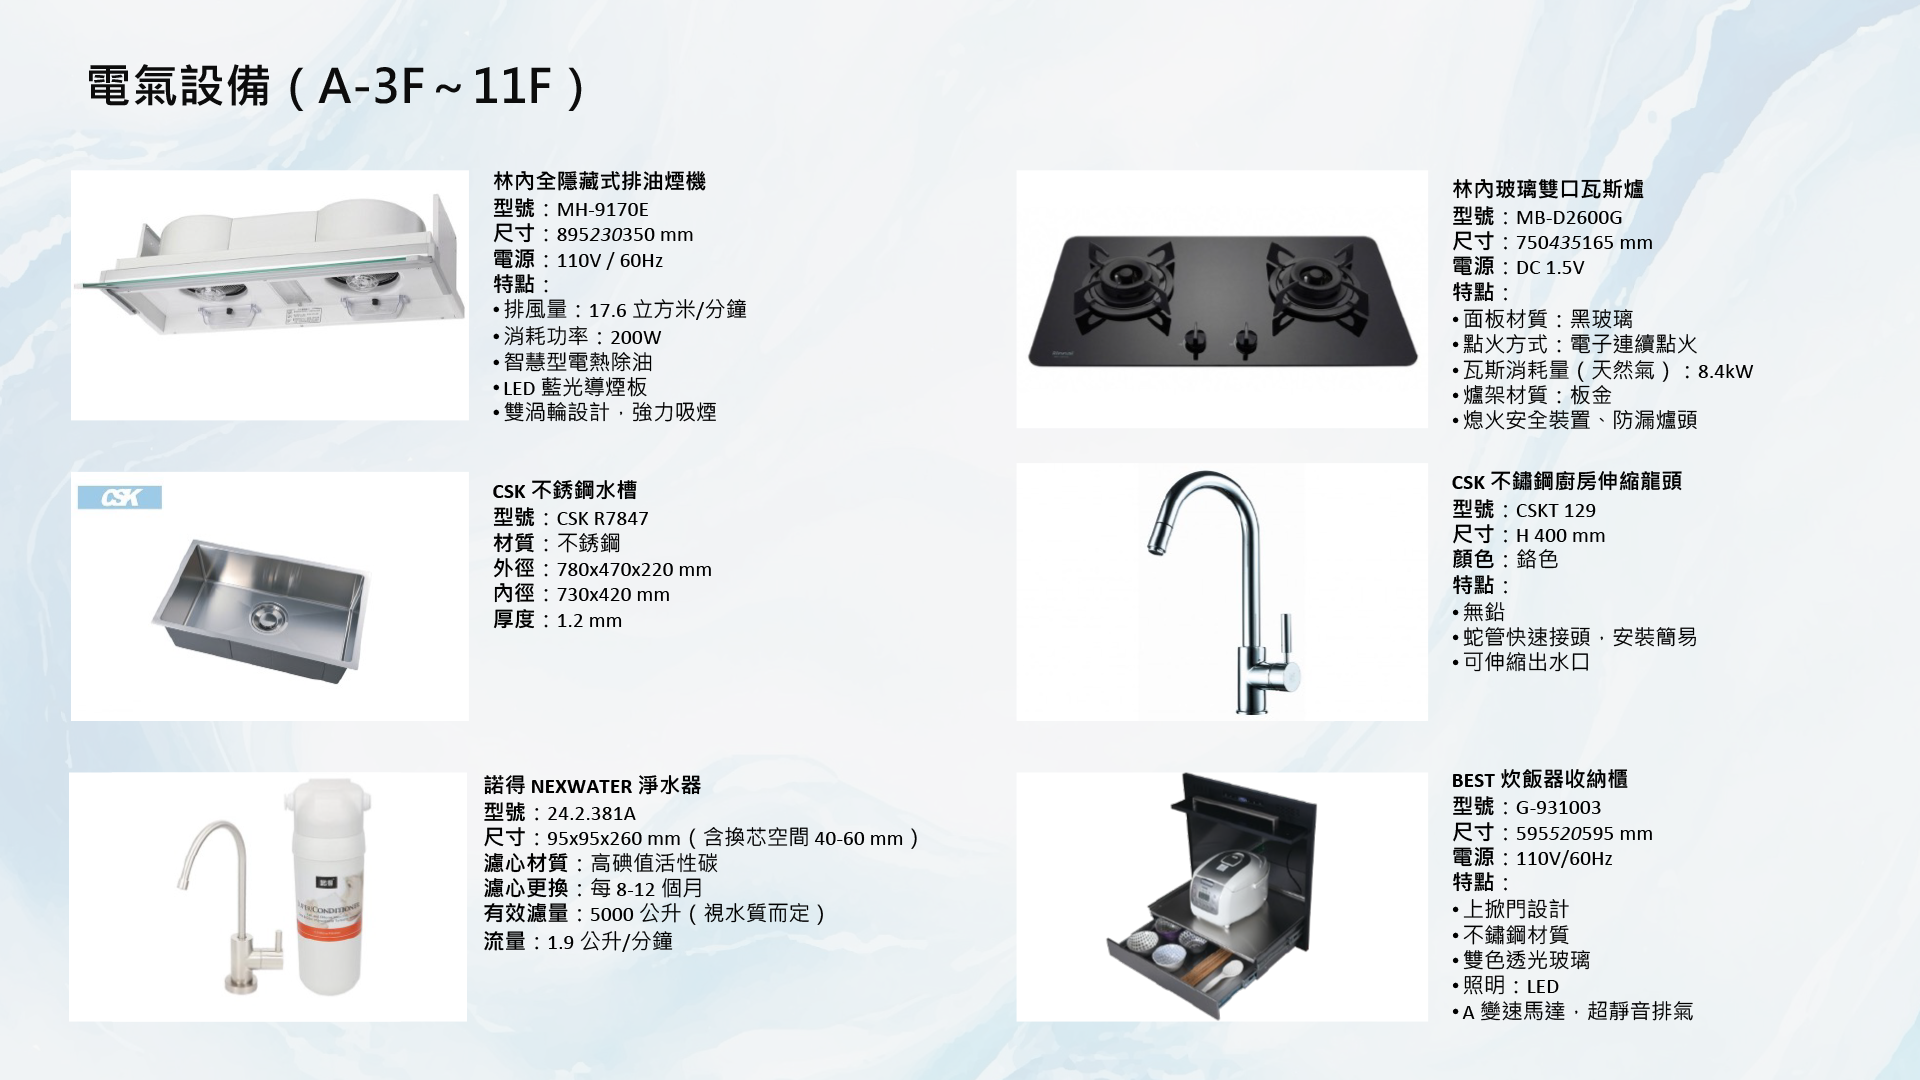 電氣設備（A-3F～11F）
林內全隱藏式排油煙機
型號：MH-9170E
尺寸：895230350 mm
電源：110V / 60Hz
特點：
•排風量：17.6 立方米/分鐘
•消耗功率：200W
•智慧型電熱除油
•LED 藍光導煙板
•雙渦輪設計，強力吸煙
林內玻璃雙口瓦斯爐
型號：MB-D2600G
尺寸：750435165 mm
電源：DC 1.5V
特點：
•面板材質：黑玻璃
•點火方式：電子連續點火
•瓦斯消耗量（天然氣）：8.4kW
•爐架材質：板金
•熄火安全裝置、防漏爐頭
CSK
CSK 不銹鋼水槽
型號：CSK R7847
材質：不銹鋼
外徑：780x470x220 mm
內徑：730x420 mm
厚度：1.2 mm
CSK 不鏽鋼廚房伸縮龍頭
型號：CSKT 129
尺寸：H 400 mm
顏色：鉻色
特點：
•無鉛
•蛇管快速接頭，安裝簡易
•可伸縮出水口
諾得 NEXWATER 淨水器
型號：24.2.381A
尺寸：95x95x260 mm（含換芯空間 40-60 mm）
濾心材質：高碘值活性碳
濾心更換：每 8-12 個月
有效濾量：5000 公升（視水質而定）
流量：1.9 公升/分鐘
BEST 炊飯器收納櫃
型號：G-931003
尺寸：595520595 mm
電源：110V/60Hz
特點：
•上掀門設計
•不鏽鋼材質
•雙色透光玻璃
•照明：LED
•A 變速馬達，超靜音排氣